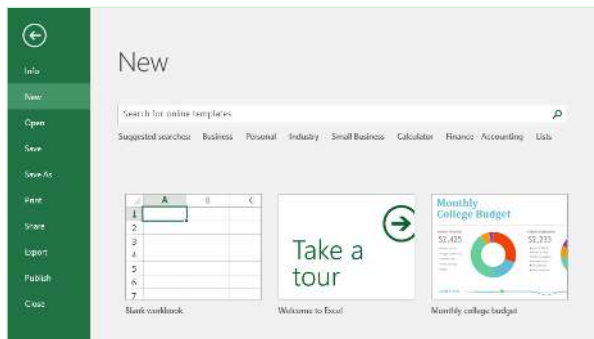 Info
New
Open
Save
Save As
Print
Share
Export
Publish
Close
New
Search for online templates
Suggested searches: Business Personal Industry Small Business Calculator Finance - Accounting Lists
A B C
1
2
3
4
5
6
7
Blank workbook
Take a
tour
Welcome to Excel
Monthly
College Budget
$2,425
Monthly college budget